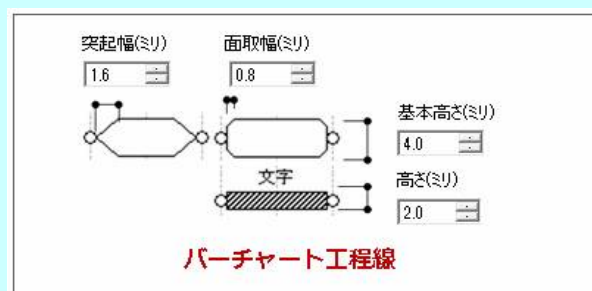 突起幅(ミリ) 面取幅(ミリ)
1.6 0.8
基本高さ(ミリ)
4.0
文字
高さ(ミリ)
2.0
バーチャート工程線